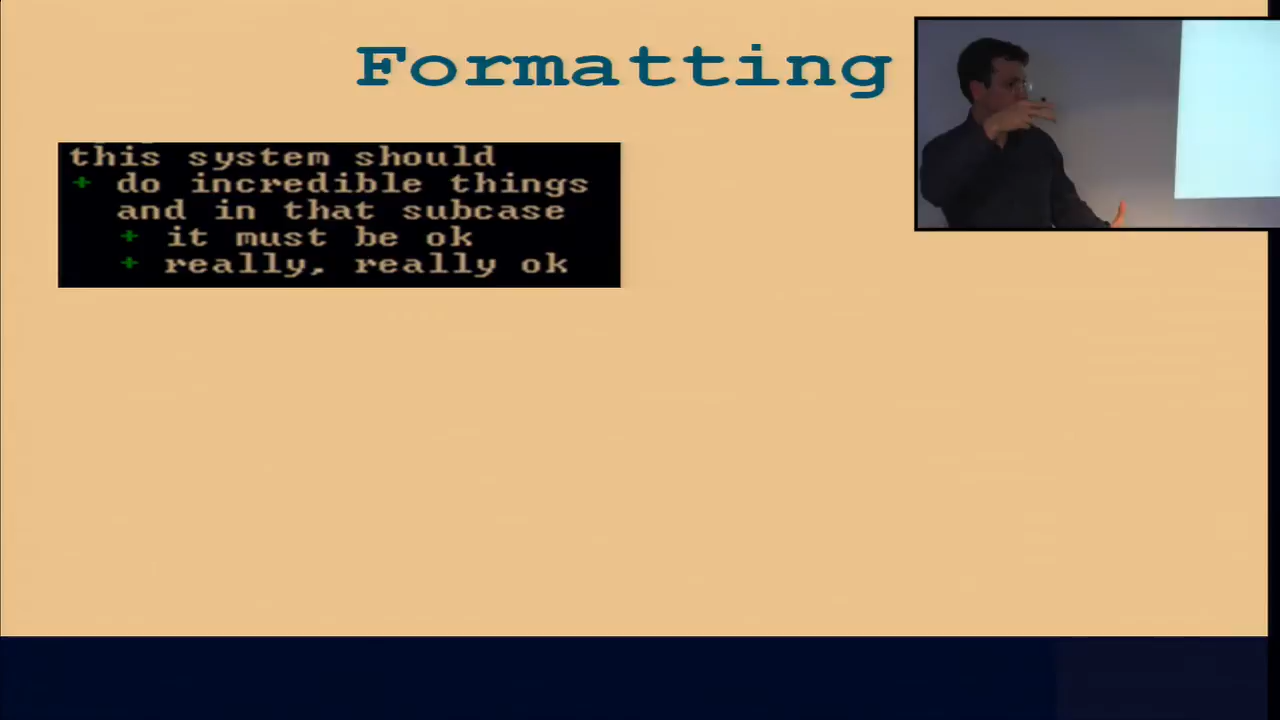 Formatting
this system should
+ do incredible things
and in that subcase
+ it must be ok
+ really, really ok